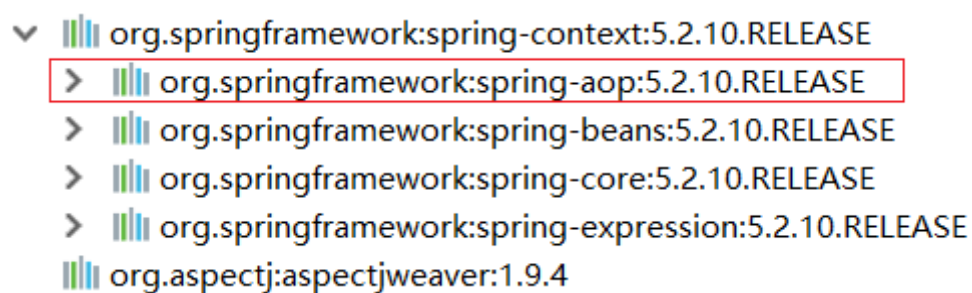 org.springframework:spring-context:5.2.10.RELEASE
org.springframework:spring-aop:5.2.10.RELEASE
org.springframework:spring-beans:5.2.10.RELEASE
org.springframework:spring-core:5.2.10.RELEASE
org.springframework:spring-expression:5.2.10.RELEASE
org.aspectj:aspectjweaver:1.9.4